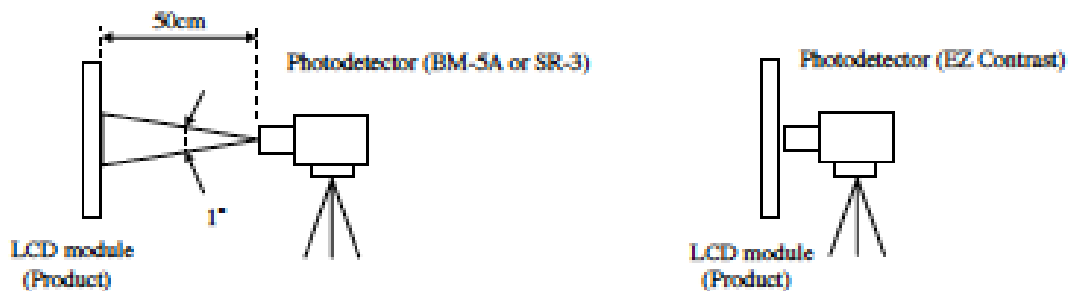 50cm
Photodetector (BM-5A or SR-3)
1°
LCD module
(Product)
Photodetector (EZ Contrast)
LCD module
(Product)